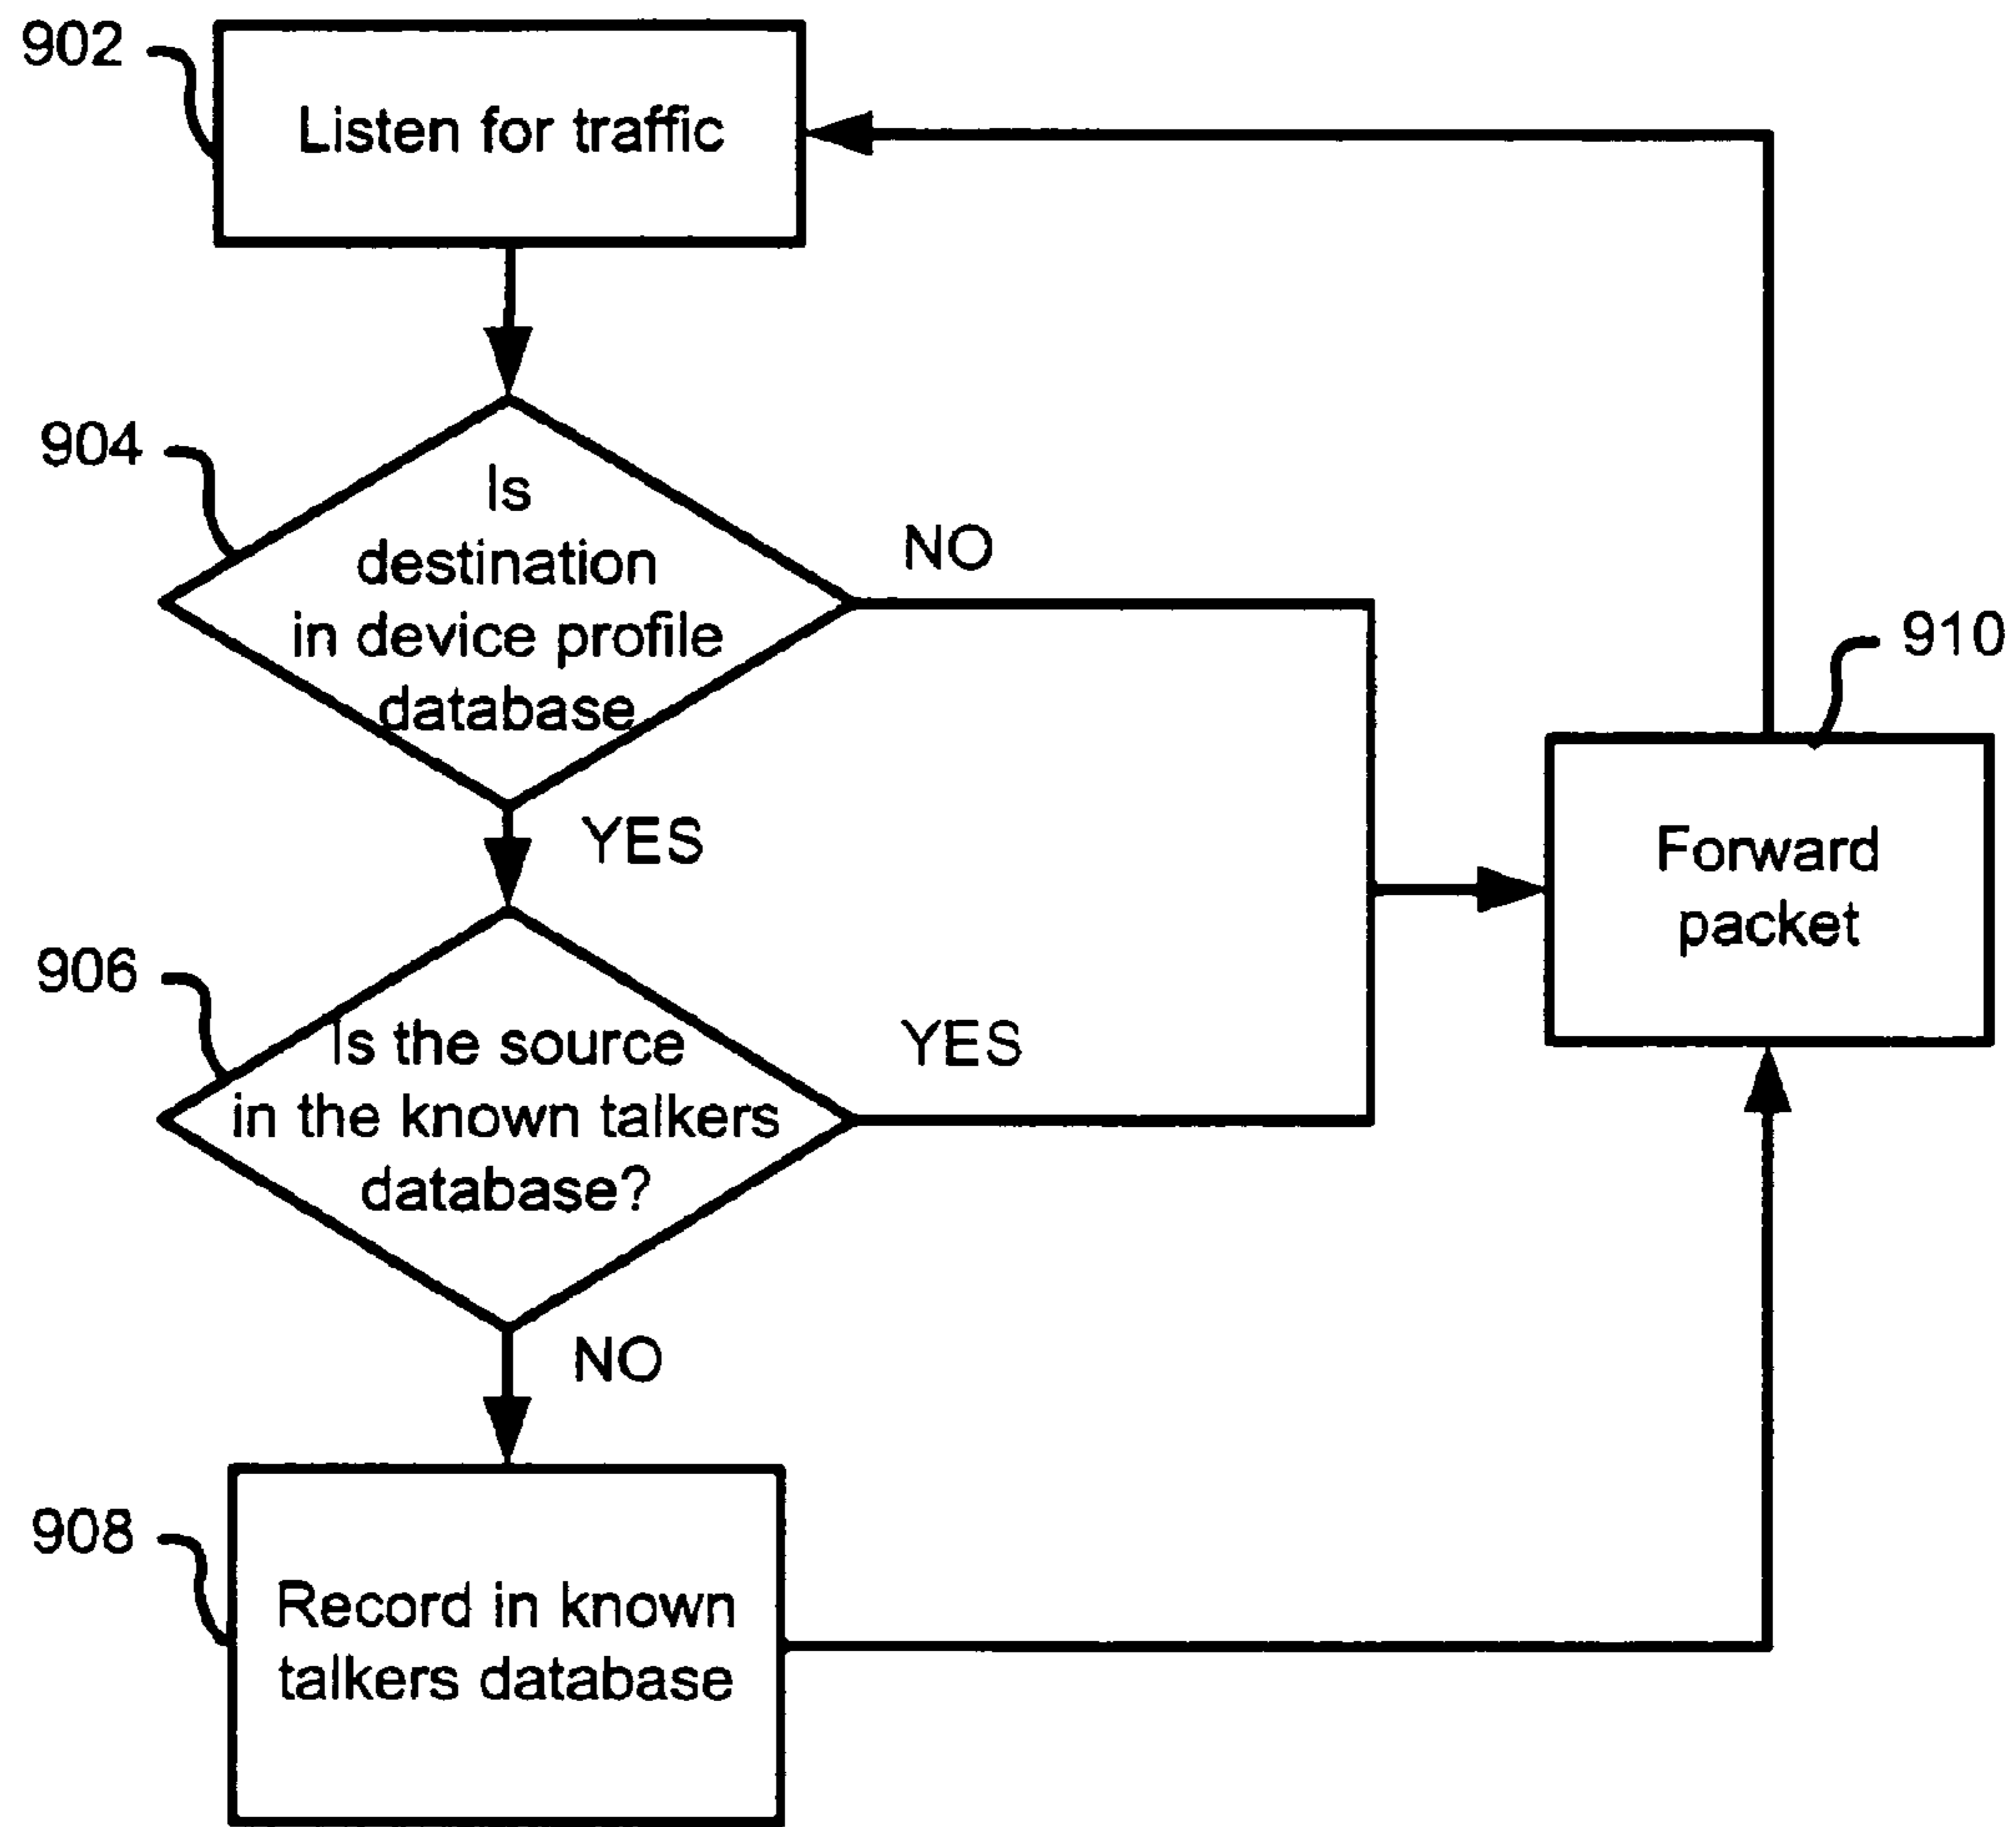 902
Listen for traffic
904
Is
destination
in device profile
database
NO
YES
910
Forward
packet
906
Is the source
in the known talkers
database?
YES
NO
908
Record in known
talkers database